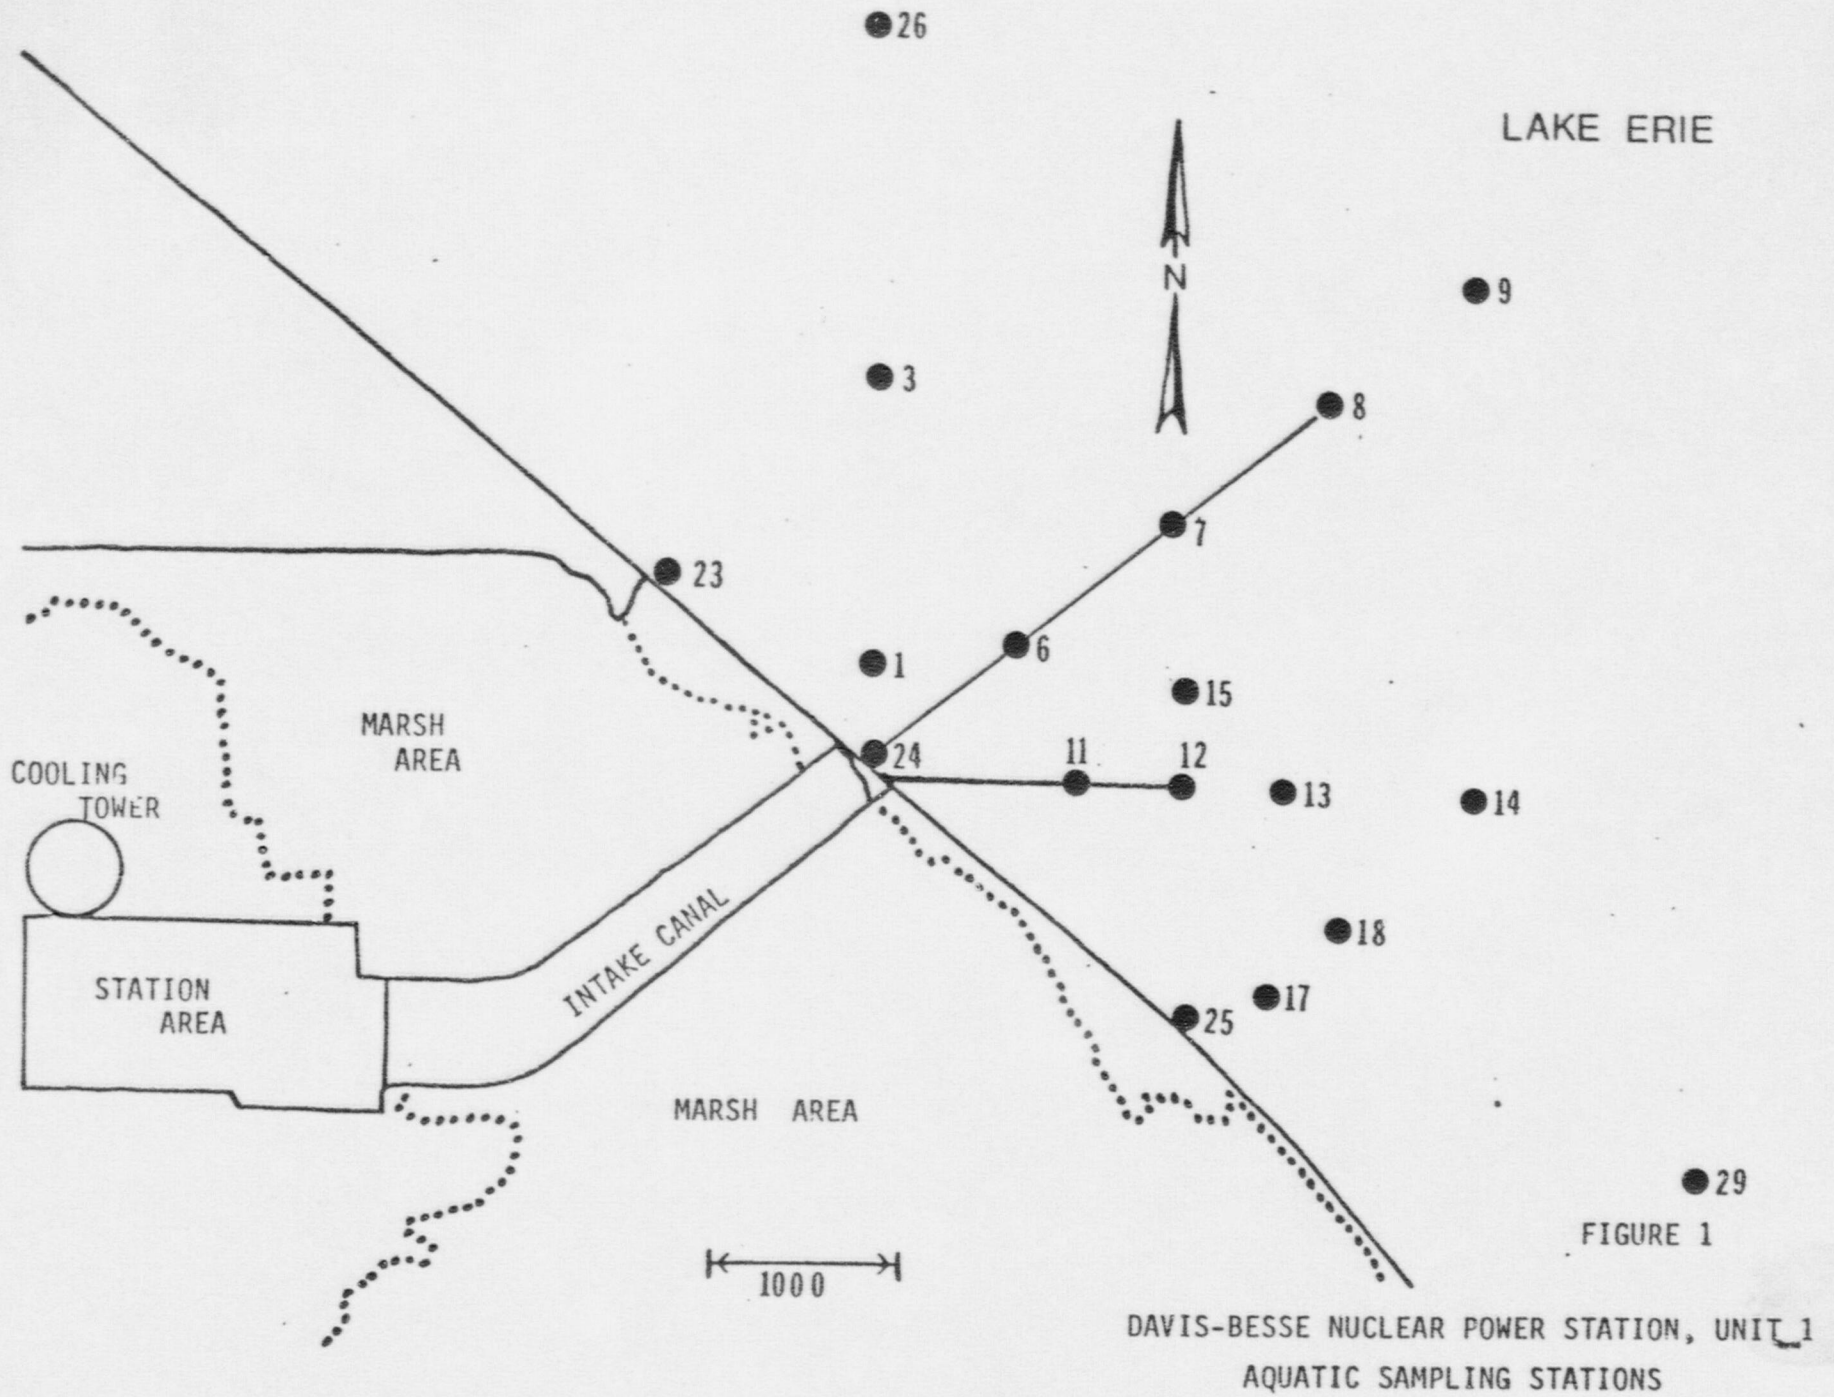 26
LAKE ERIE
N
9
3
8
7
23
6
1
15
MARSH
AREA
24
11
12
COOLING
TOWER
13
14
INTAKE CANAL
18
STATION
AREA
17
25
MARSH AREA
29
FIGURE 1
1000
DAVIS-BESSE NUCLEAR POWER STATION, UNIT 1
AQUATIC SAMPLING STATIONS